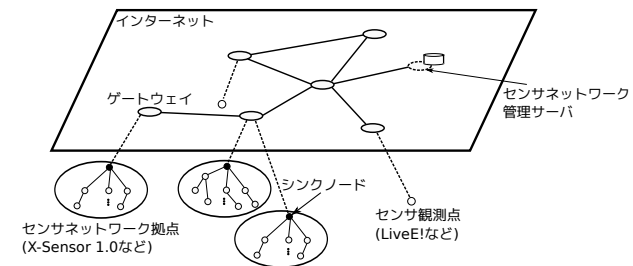 インターネット
ゲートウェイ
センサネットワーク
管理サーバ
シンクノード
センサネットワーク拠点
(X-Sensor 1.0など)
センサ観測点
(LiveE!など)